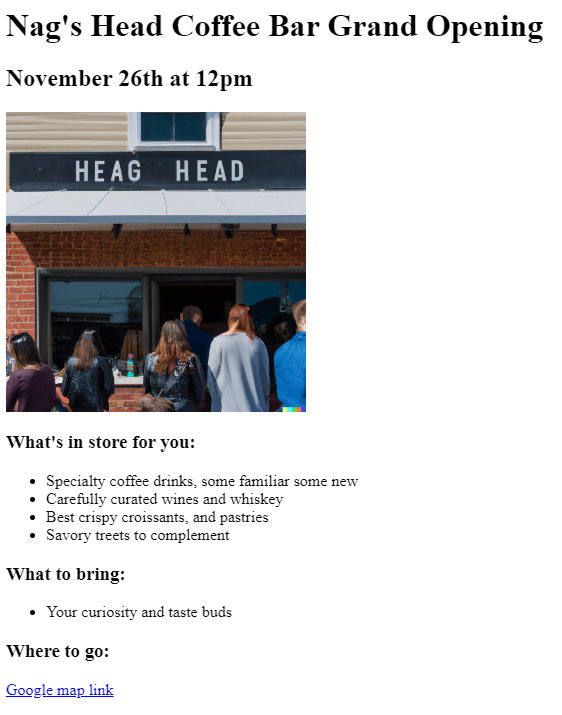 Nag's Head Coffee Bar Grand Opening
November 26th at 12pm
HEAG HEAD
What's in store for you:
• Specialty coffee drinks, some familiar some new
• Carefully curated wines and whiskey
• Best crispy croissants, and pastries
• Savory treets to complement
What to bring:
• Your curiosity and taste buds
Where to go:
Google map link